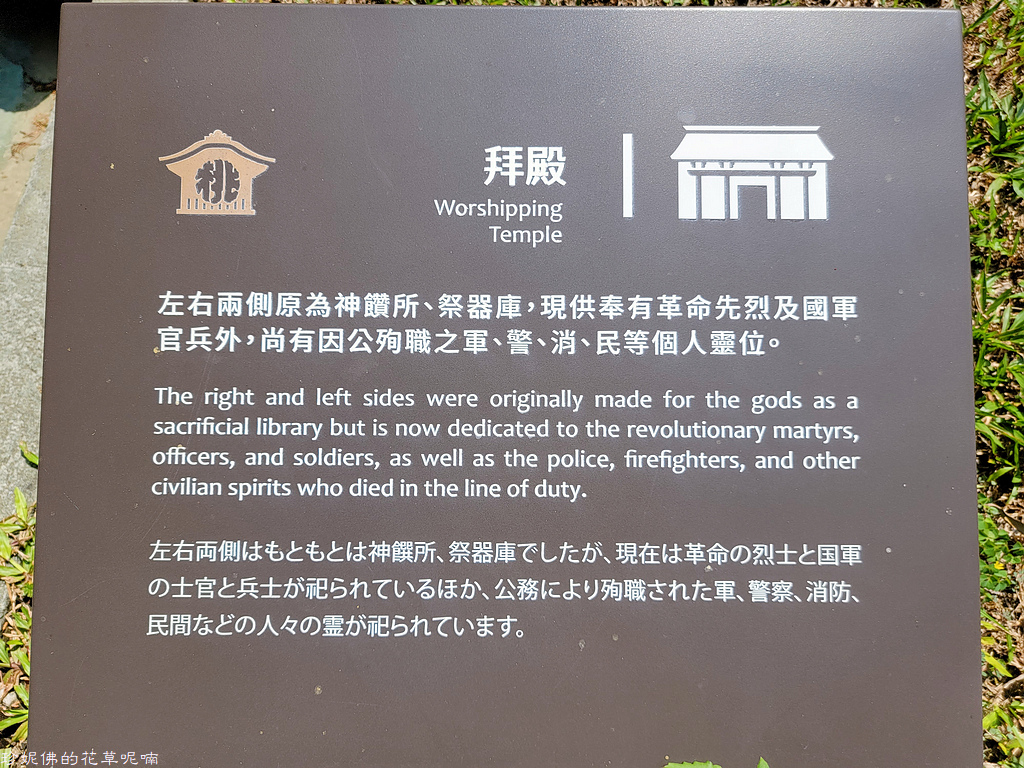 桃
拜殿
Worshipping
Temple
左右兩側原為神饡所、祭器庫，現供奉有革命先烈及國軍
官兵外，尚有因公殉職之軍、警、消、民等個人靈位。
The right and left sides were originally made for the gods as a
sacrificial library but is now dedicated to the revolutionary martyrs,
officers, and soldiers, as well as the police, firefighters, and other
civilian spirits who died in the line of duty.
左右両側はもともとは神饌所、祭器庫でしたが、現在は革命の烈士と国軍
の士官と兵士が祀られているほか、公務により殉職された軍、警察、消防、
民間などの人々の霊が祀られています。
珍妮佛的花草呢喃